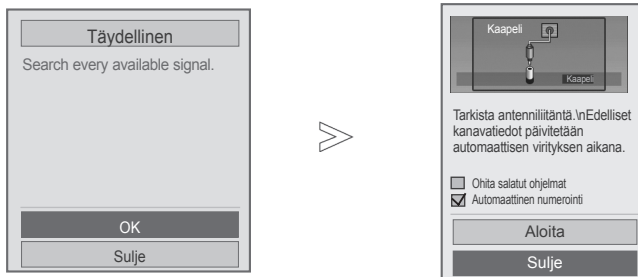 Täydellinen
Search every available signal.
OK
Sulje
Kaapeli
Kaapeli
Tarkista antenniliitäntä.\nEdelliset
kanavatiedot päivitetään
automaattisen virityksen aikana.
Ohita salatut ohjelmat
Automaattinen numerointi
Aloita
Sulje